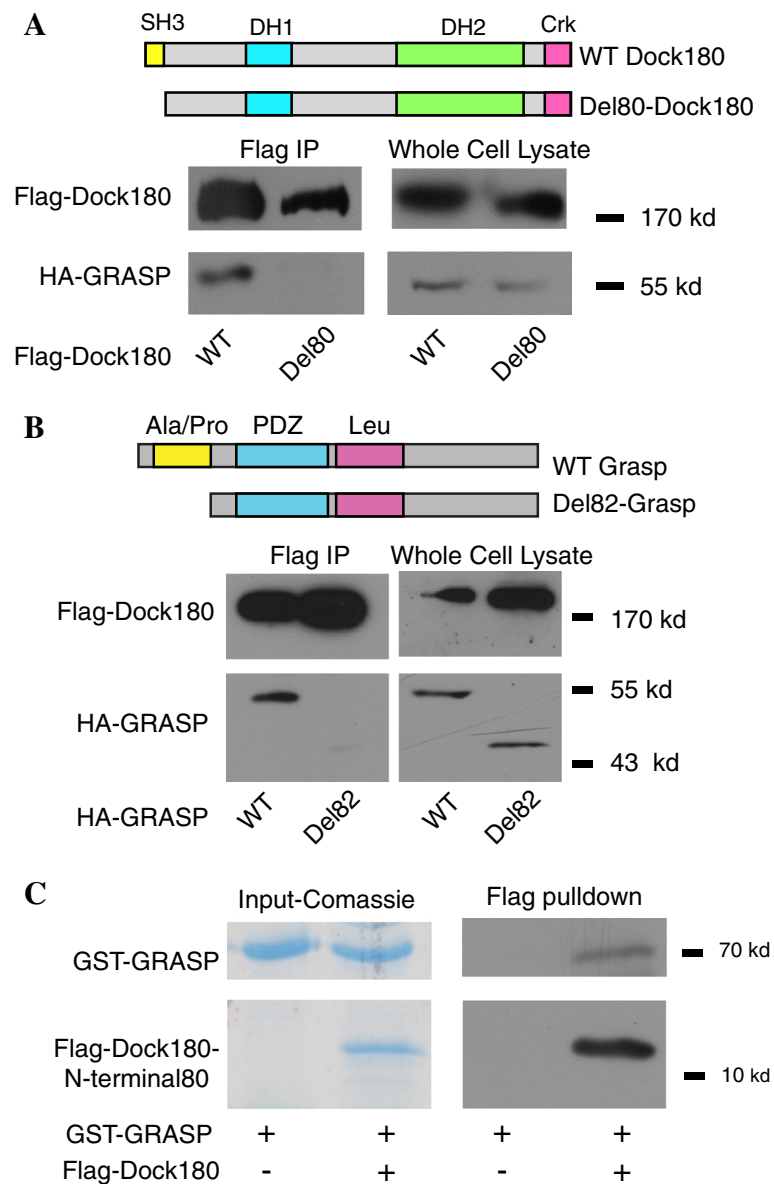 A
SH3 DH1 DH2 Crk
WT Dock180
Del80-Dock180
Flag IP Whole Cell Lysate
Flag-Dock180
170 kd
HA-GRASP
55 kd
Flag-Dock180 WT Del80 WT Del80
B
Ala/Pro PDZ Leu
WT Grasp
Del82-Grasp
Flag IP Whole Cell Lysate
Flag-Dock180
170 kd
55 kd
HA-GRASP
43 kd
HA-GRASP WT Del82 WT Del82
C
Input-Comassie Flag pulldown
GST-GRASP
70 kd
Flag-Dock180-
N-terminal80
10 kd
GST-GRASP + + + +
Flag-Dock180 - + - +